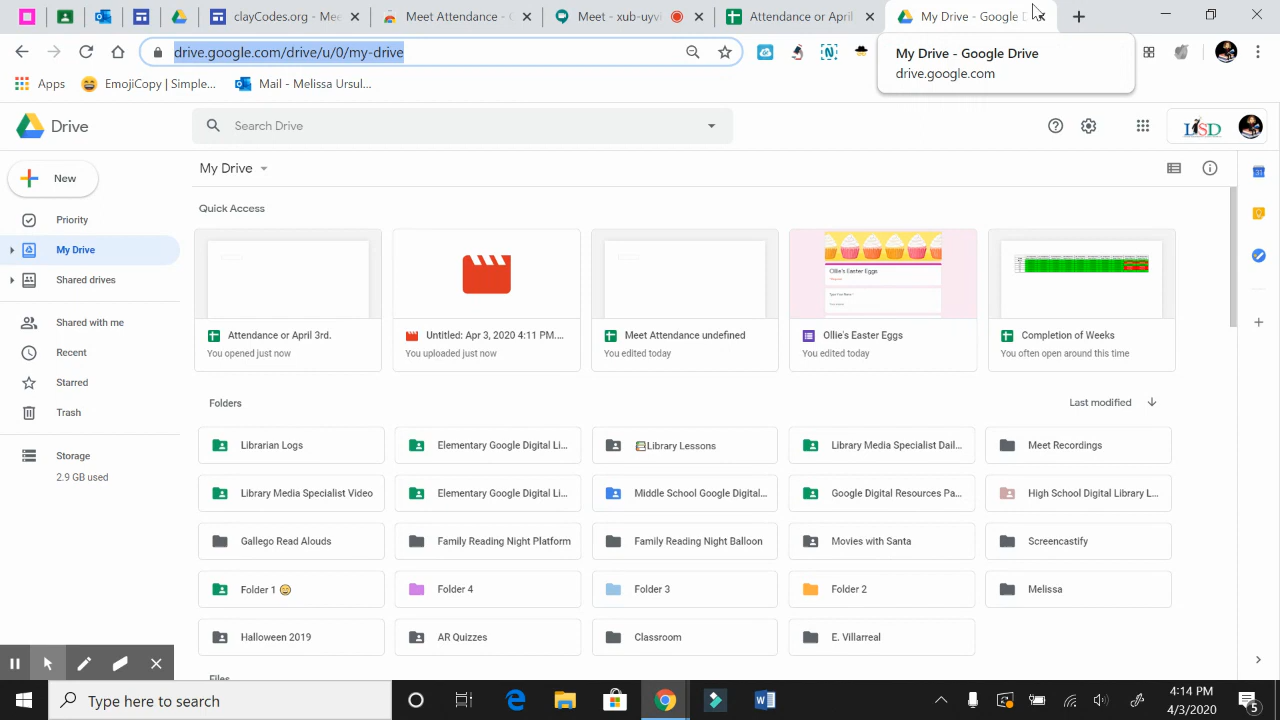 clayCodes.org - Mee
Meet Attendance - C
Meet - xub-uyvi
Attendance or April
My Drive - Google D
drive.google.com/drive/u/0/my-drive
My Drive - Google Drive
drive.google.com
Apps
EmojiCopy | Simple...
Mail - Melissa Ursul...
Drive
Search Drive
LISD
New
My Drive
Priority
My Drive
Shared drives
Shared with me
Recent
Starred
Trash
Storage
2.9 GB used
Quick Access
Ollie's Easter Eggs
Attendance or April 3rd.
You opened just now
Untitled: Apr 3, 2020 4:11 PM....
You uploaded just now
Meet Attendance undefined
You edited today
Ollie's Easter Eggs
You edited today
Completion of Weeks
You often open around this time
Folders
Last modified
Librarian Logs
Elementary Google Digital Li...
Library Lessons
Library Media Specialist Dail...
Meet Recordings
Library Media Specialist Video
Elementary Google Digital Li...
Middle School Google Digital...
Google Digital Resources Pa...
High School Digital Library L...
Gallego Read Alouds
Family Reading Night Platform
Family Reading Night Balloon
Movies with Santa
Screencastify
Folder 1
Folder 4
Folder 3
Folder 2
Melissa
Halloween 2019
AR Quizzes
Classroom
E. Villarreal
Files
31
Type here to search
4:14 PM
4/3/2020
5